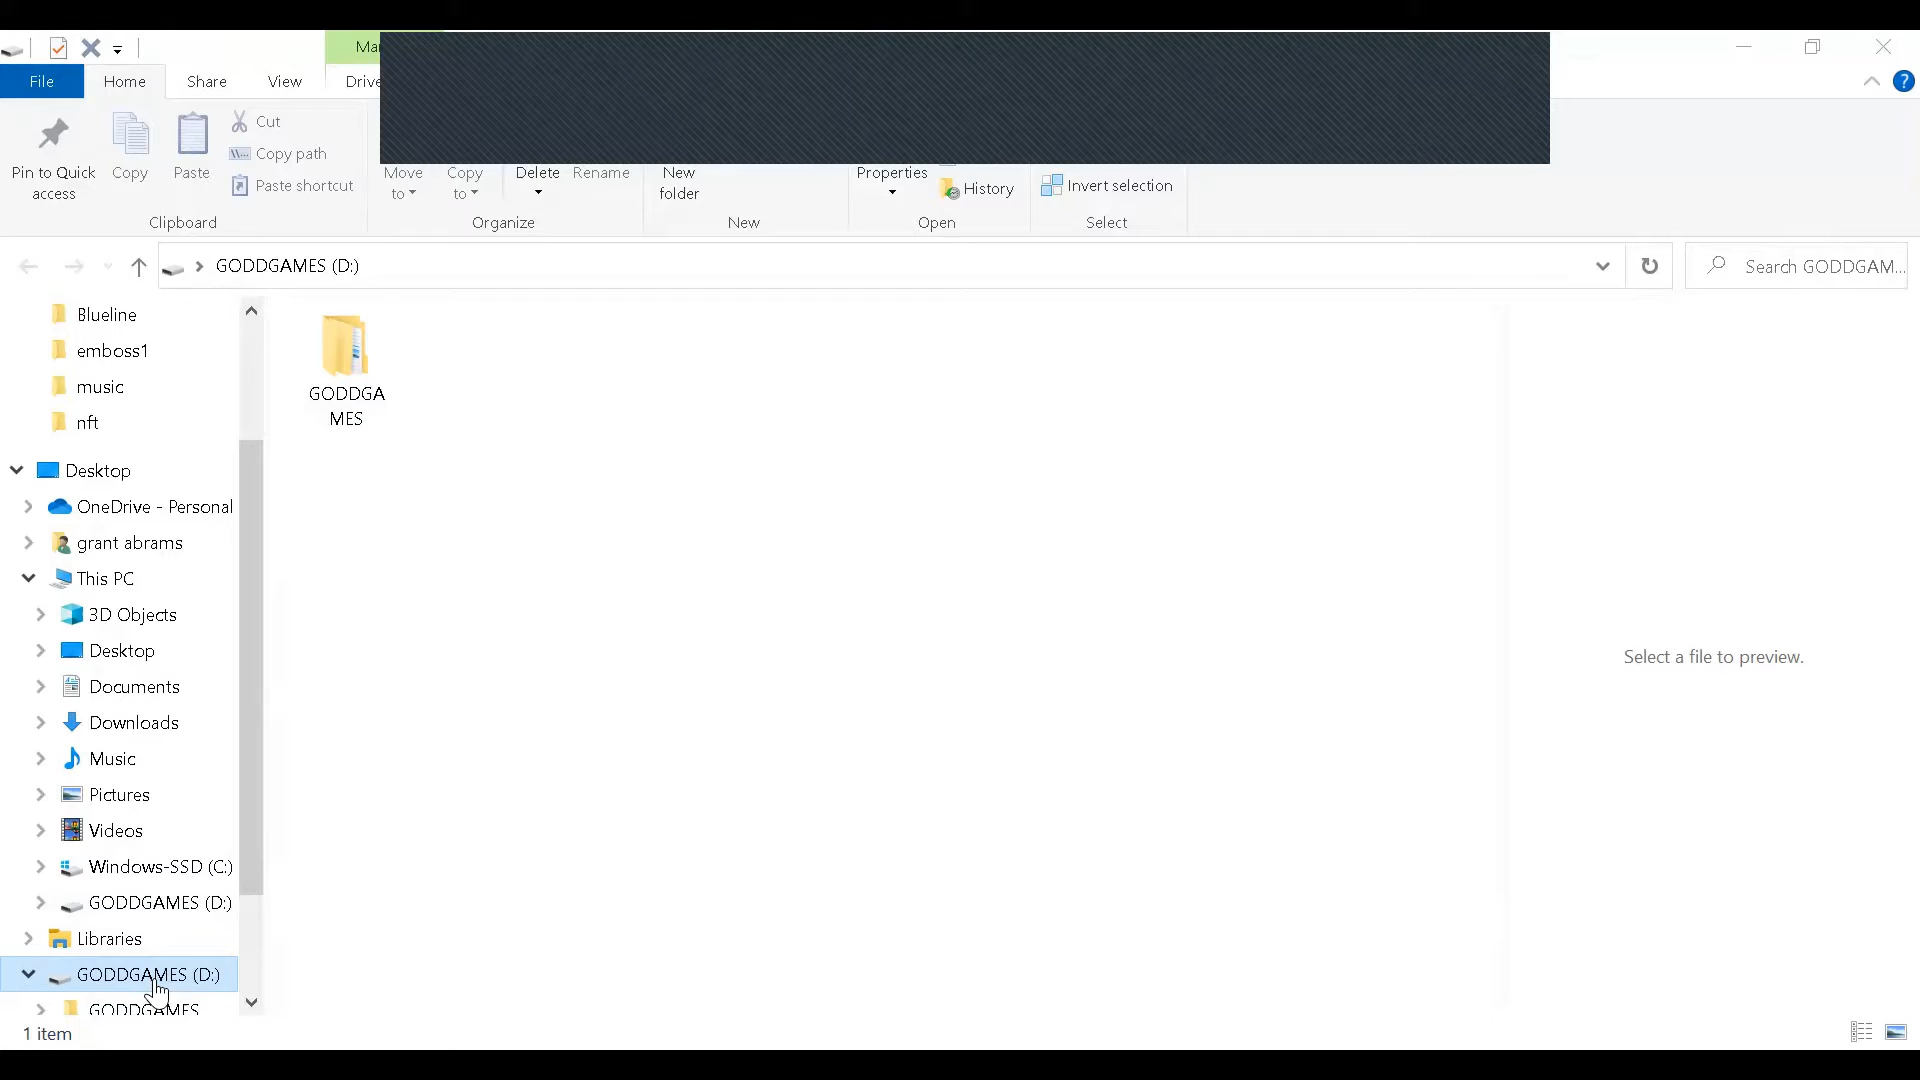 Ma
File
Home
Share
View
Drive
?
Pin to Quick
access
Copy
Paste
Cut
Copy path
Paste shortcut
Clipboard
Move
to
Copy
to
Delete
Rename
Organize
New
folder
New
Properties
History
Open
Invert selection
Select
GODDGAMES (D:)
Search GODDGAM...
Blueline
emboss1
music
nft
Desktop
OneDrive - Personal
grant abrams
This PC
3D Objects
Desktop
Documents
Downloads
Music
Pictures
Videos
Windows-SSD (C:)
GODDGAMES (D:)
Libraries
GODDGAMES (D:)
GODDGAMES
GODDGA
MES
Select a file to preview.
1 item